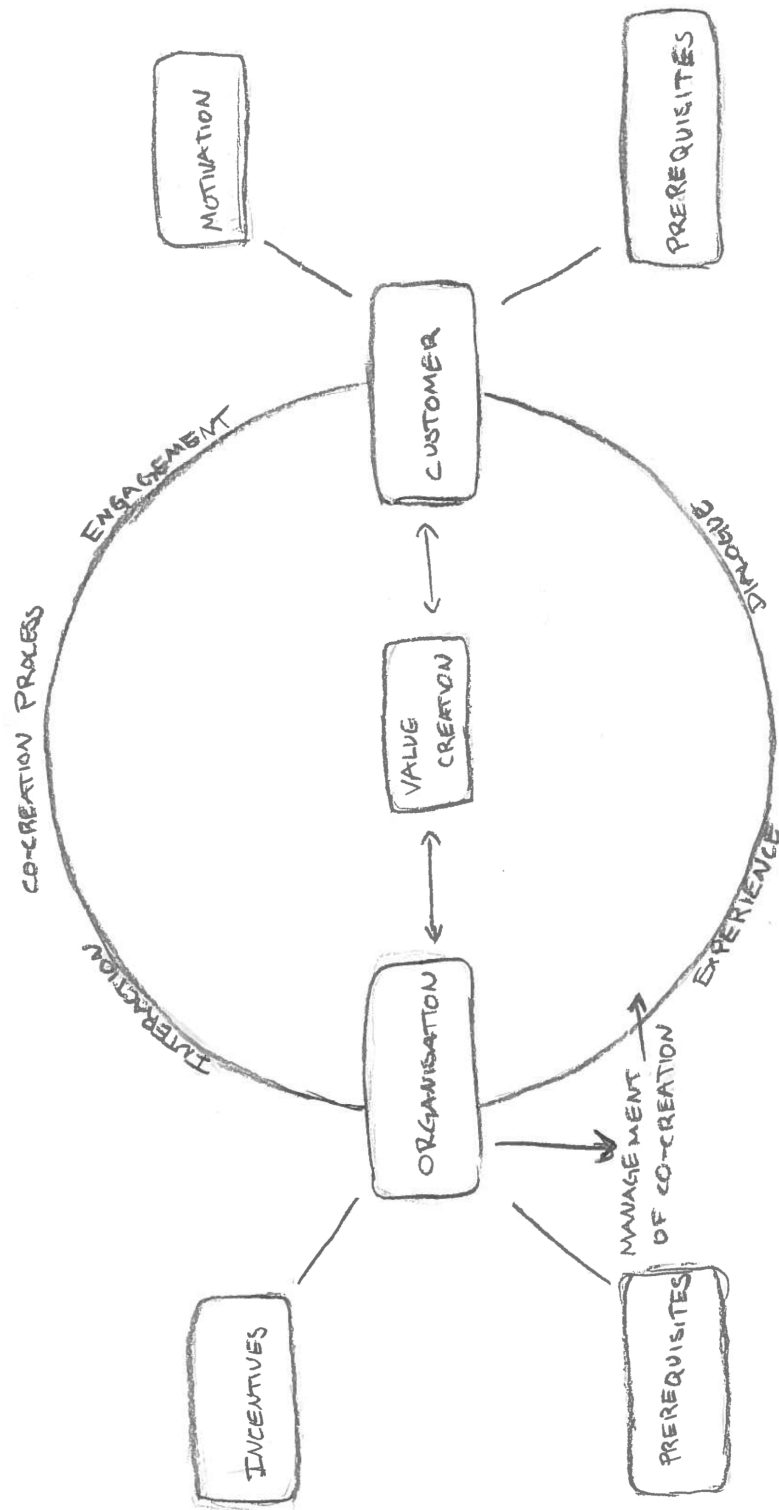 CO-CREATION PROCESS
INTERACTION
ENGAGEMENT
INCENTIVES
MOTIVATION
ORGANISATION
VALUE
CREATION
CUSTOMER
PREREQUISITES
MANAGEMENT
OF CO-CREATION
EXPERIENCE
DIALOGUE
PREREQUISITES